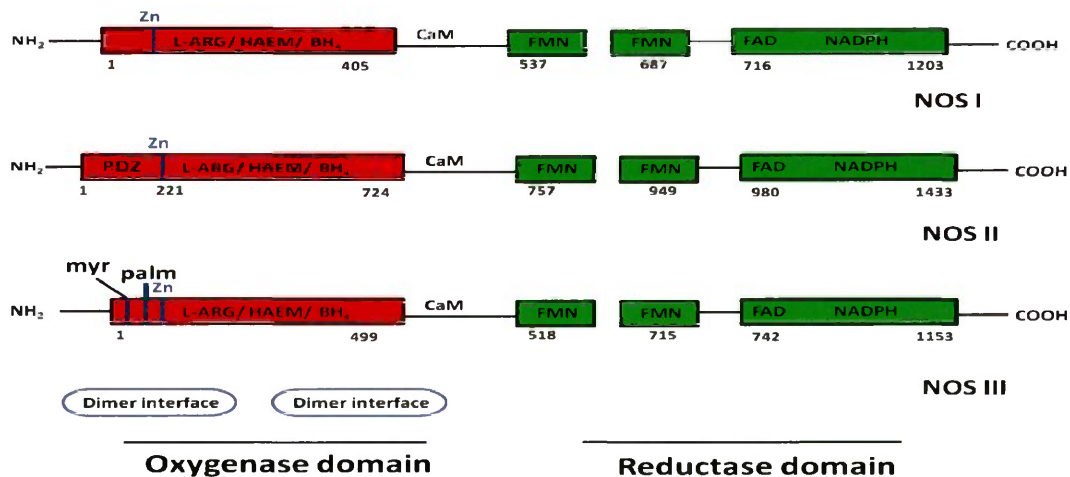 Zn
NH₂ L-ARG/ HAEM/ BH₄ CaM FMN FMN FAD NADPH COOH
1 405 537 687 716 1203
NOS I
Zn
NH₂ PDZ L-ARG/ HAEM/ BH₄ CaM FMN FMN FAD NADPH COOH
1 221 724 757 949 980 1433
NOS II
myr palm
Zn
NH₂ L-ARG/ HAEM/ BH₄ CaM FMN FMN FAD NADPH COOH
1 499 518 715 742 1153
NOS III
Dimer interface Dimer interface
Oxygenase domain Reductase domain